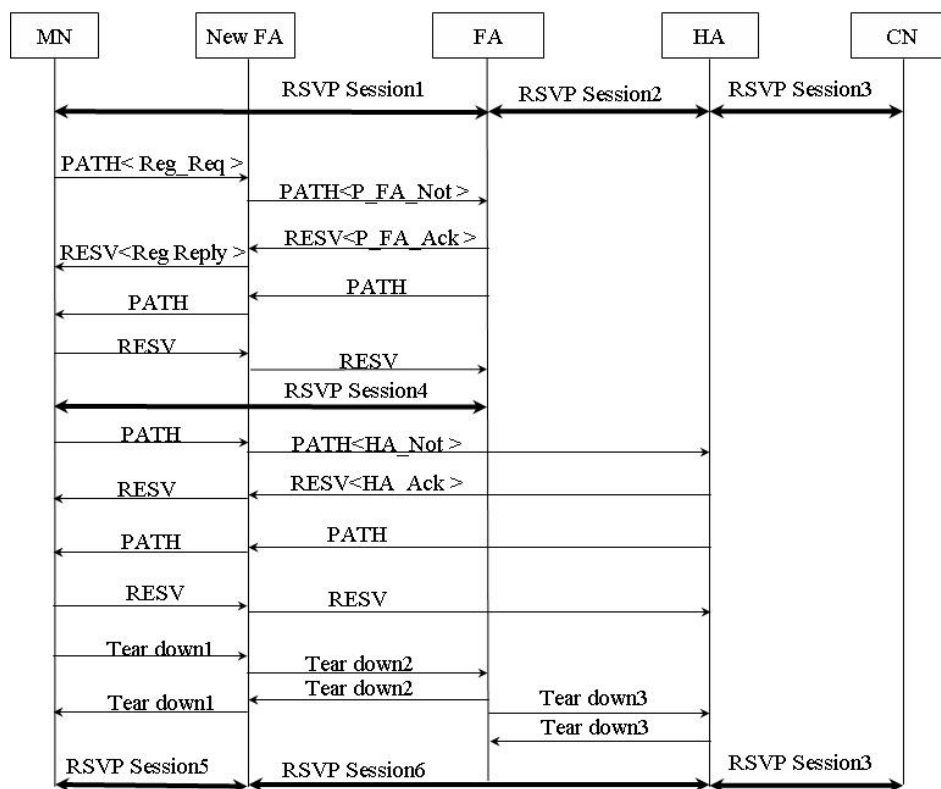 MN
New FA
FA
HA
CN
RSVP Session1
RSVP Session2
RSVP Session3
PATH< Reg_Req >
PATH<P_FA_Not >
RESV<P_FA_Ack>
RESV<Reg Reply >
PATH
PATH
RESV
RESV
RSVP Session4
PATH
PATH<HA_Not>
RESV<HA_Ack >
RESV
PATH
PATH
RESV
RESV
Tear down1
Tear down2
Tear down2
Tear down1
Tear down3
Tear down3
RSVP Session5
RSVP Session6
RSVP Session3